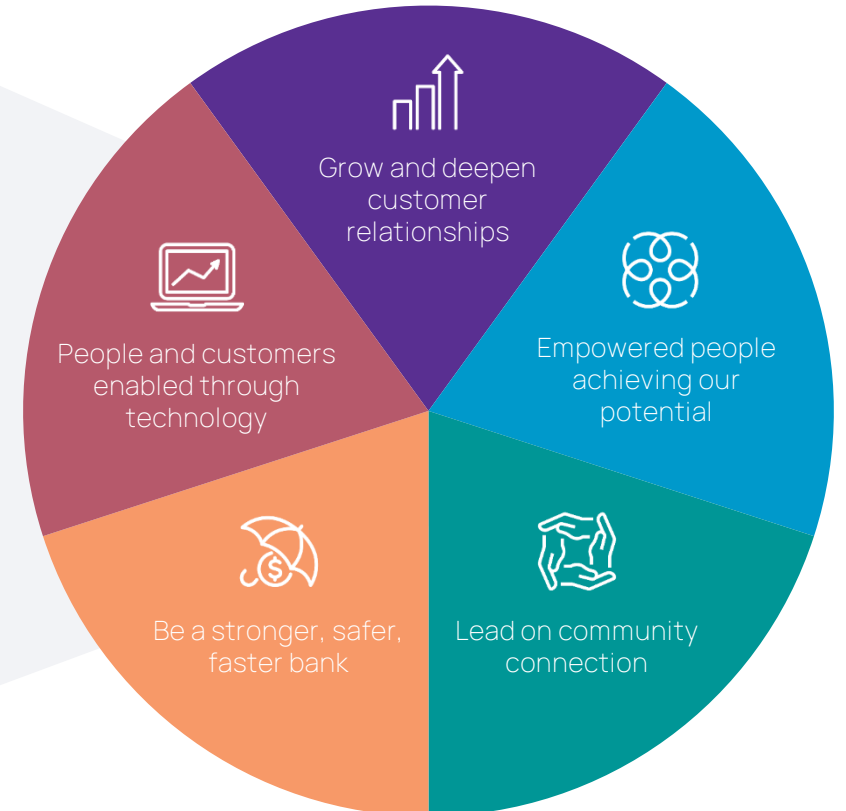 Grow and deepen
customer
relationships
Empowered people
achieving our
potential
Lead on community
connection
Be a stronger, safer,
faster bank
People and customers
enabled through
technology
$